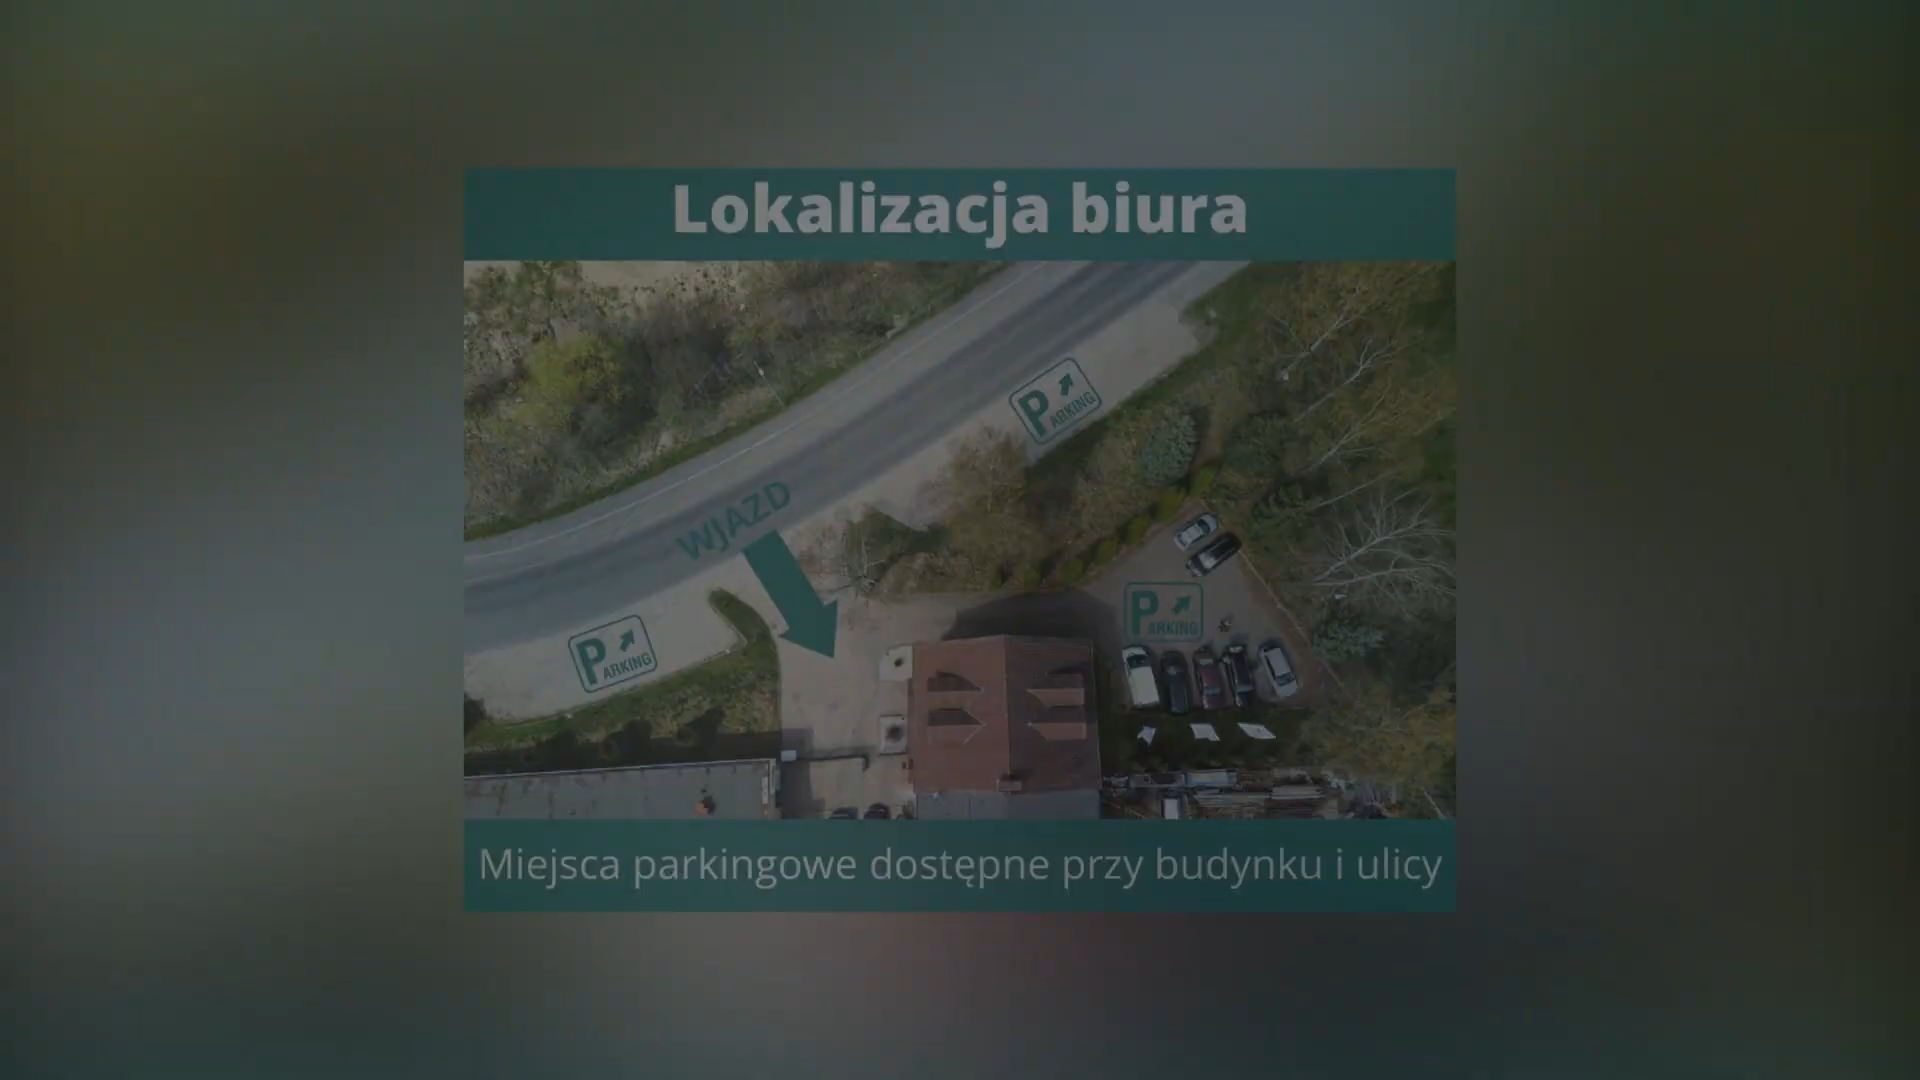 Lokalizacja biura
PARKING
WJAZD
PARKING
PARKING
Miejsca parkingowe dostępne przy budynku i ulicy